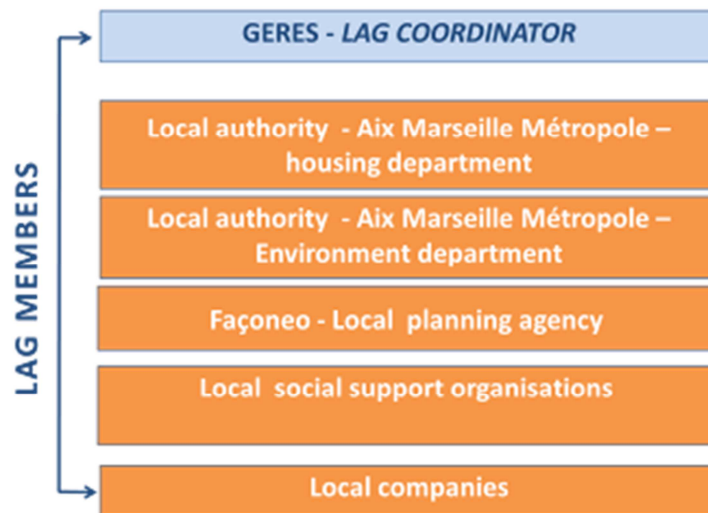 GERES - LAG COORDINATOR
LAG MEMBERS
Local authority - Aix Marseille Métropole –
housing department
Local authority - Aix Marseille Métropole –
Environment department
Façoneo - Local planning agency
Local social support organisations
Local companies